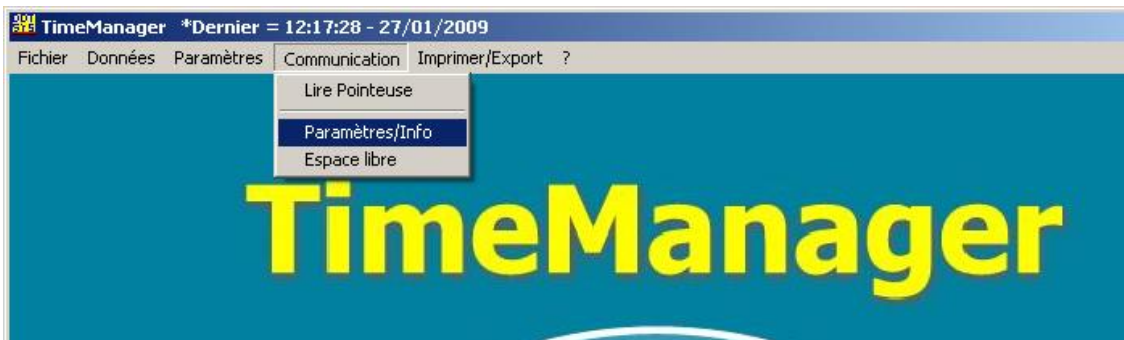 TimeManager *Dernier = 12:17:28 - 27/01/2009
Fichier Données Paramètres Communication Imprimer/Export ?
Lire Pointeuse
Paramètres/Info
Espace libre
TimeManager